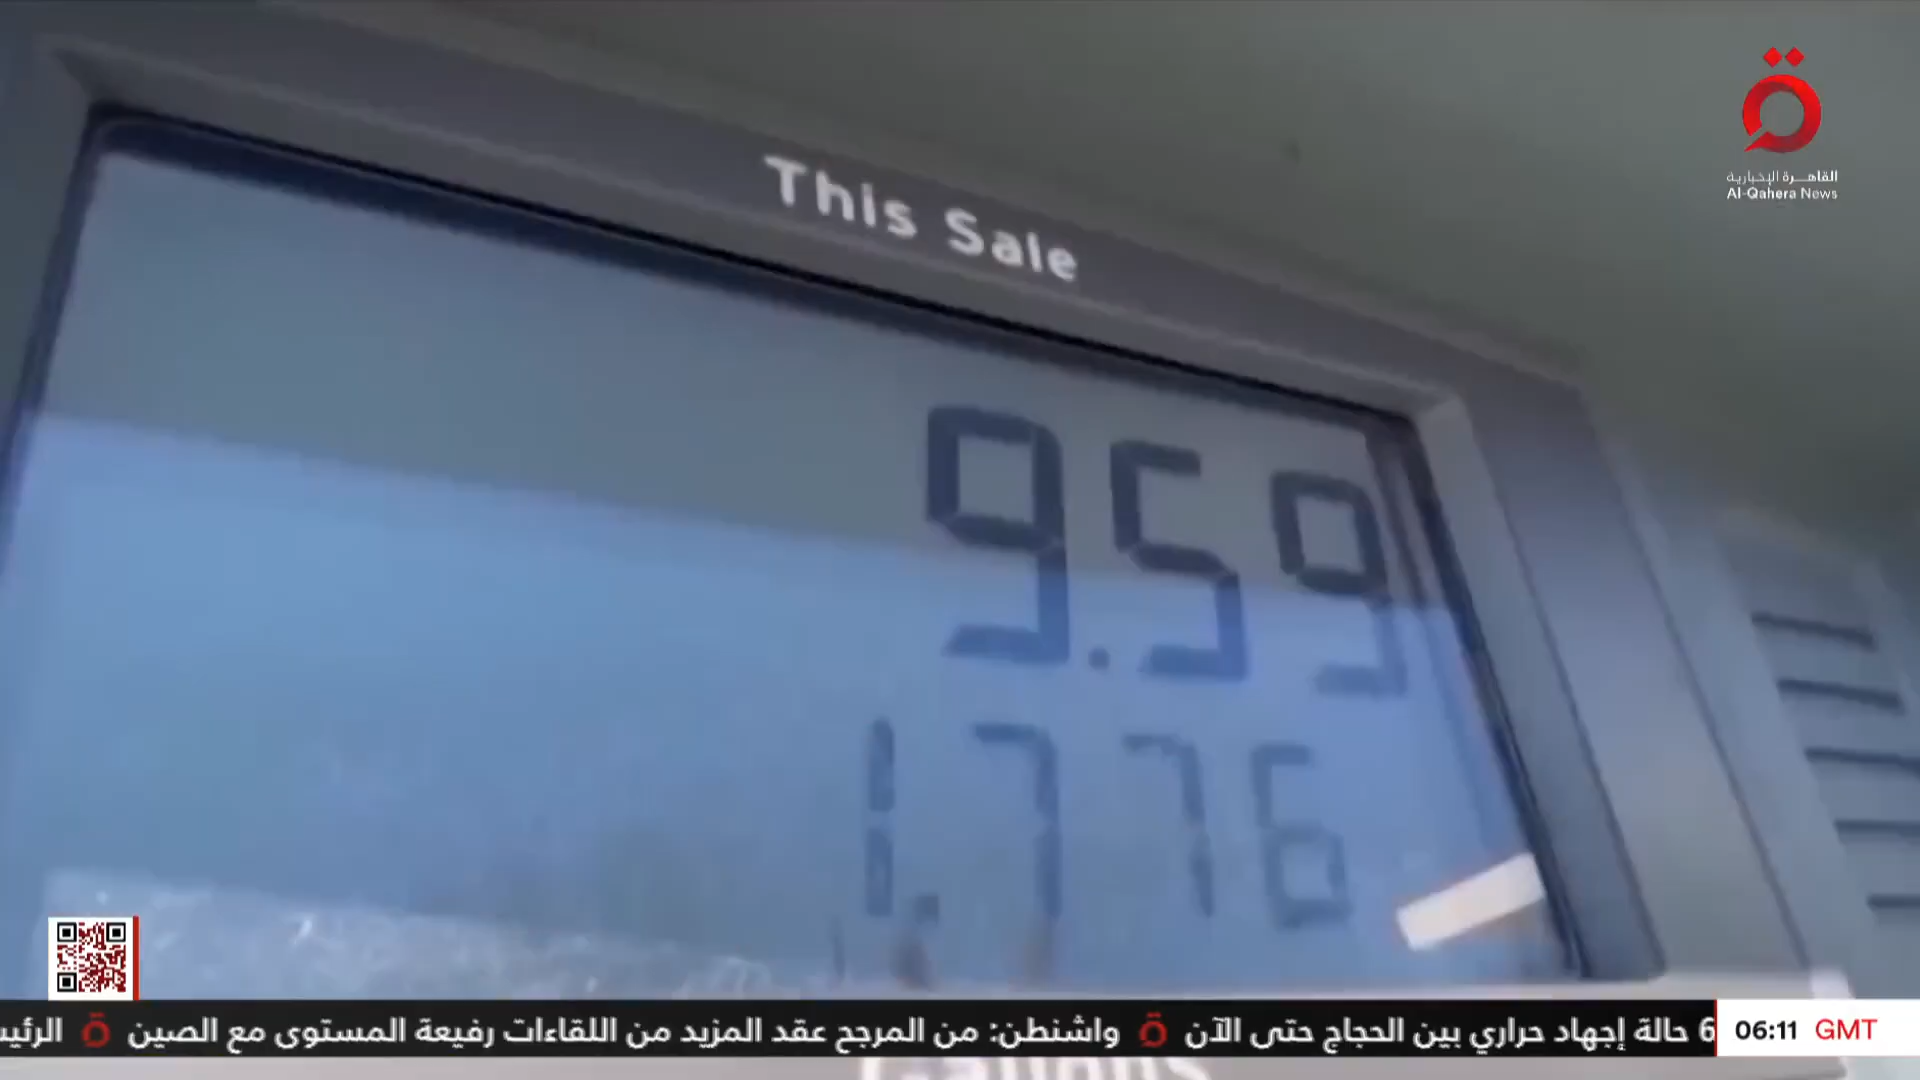 القاهرة الإخبارية
Al-Qahera News
This Sale
9.59
1.776
6 حالة إجهاد حراري بين الحجاج حتى الآن
واشنطن: من المرجح عقد المزيد من اللقاءات رفيعة المستوى مع الصين
06:11 GMT
Gallons